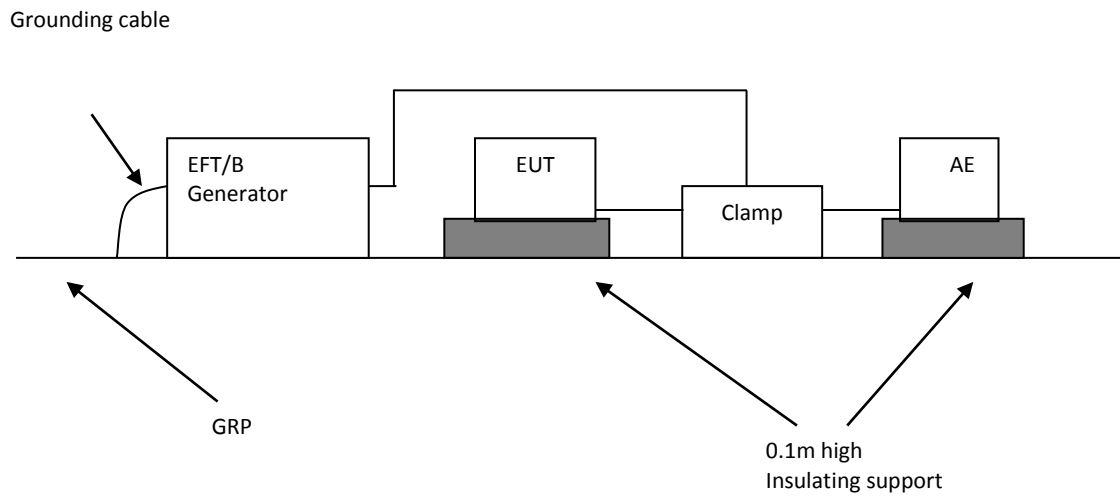 Grounding cable
EFT/B
Generator
EUT
Clamp
AE
GRP
0.1m high
Insulating support